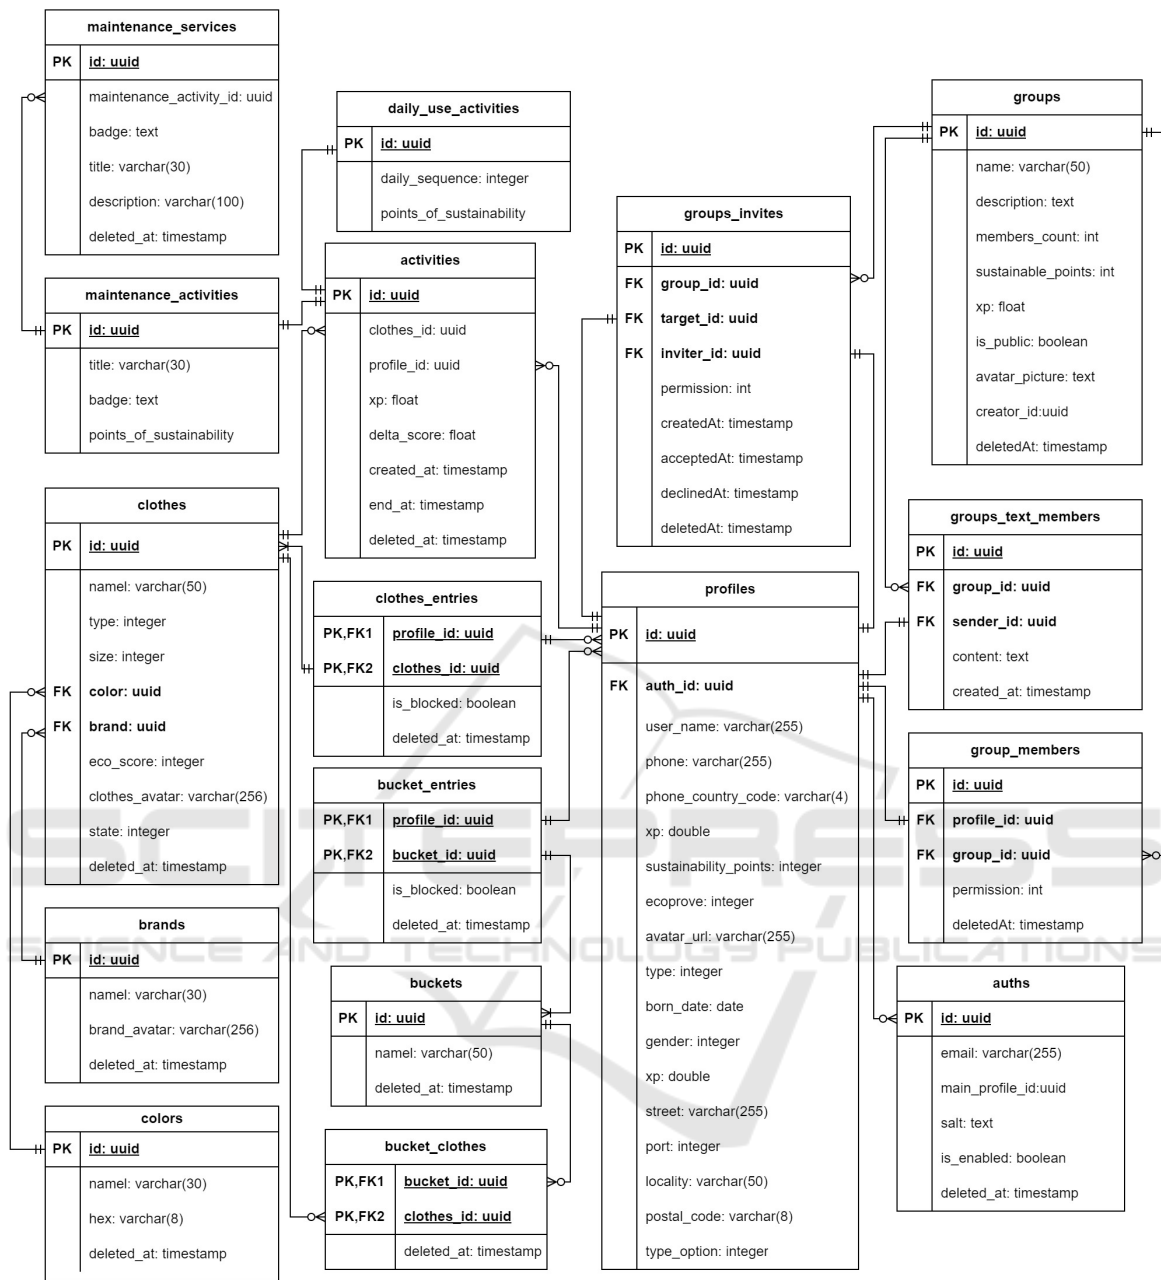 maintenance_services
PK id: uuid
maintenance_activity_id: uuid
badge: text
title: varchar(30)
description: varchar(100)
deleted_at: timestamp
maintenance_activities
PK id: uuid
title: varchar(30)
badge: text
points_of_sustainability
clothes
PK id: uuid
namel: varchar(50)
type: integer
size: integer
FK color: uuid
FK brand: uuid
eco_score: integer
clothes_avatar: varchar(256)
state: integer
deleted_at: timestamp
brands
PK id: uuid
namel: varchar(30)
brand_avatar: varchar(256)
deleted_at: timestamp
colors
PK id: uuid
namel: varchar(30)
hex: varchar(8)
deleted_at: timestamp
daily_use_activities
PK id: uuid
daily_sequence: integer
points_of_sustainability
activities
PK id: uuid
clothes_id: uuid
profile_id: uuid
xp: float
delta_score: float
created_at: timestamp
end_at: timestamp
deleted_at: timestamp
clothes_entries
PK,FK1 profile_id: uuid
PK,FK2 clothes_id: uuid
is_blocked: boolean
deleted_at: timestamp
bucket_entries
PK,FK1 profile_id: uuid
PK,FK2 bucket_id: uuid
is_blocked: boolean
deleted_at: timestamp
buckets
PK id: uuid
namel: varchar(50)
deleted_at: timestamp
bucket_clothes
PK,FK1 bucket_id: uuid
PK,FK2 clothes_id: uuid
deleted_at: timestamp
groups_invites
PK id: uuid
FK group_id: uuid
FK target_id: uuid
FK inviter_id: uuid
permission: int
createdAt: timestamp
acceptedAt: timestamp
declinedAt: timestamp
deletedAt: timestamp
profiles
PK id: uuid
FK auth_id: uuid
user_name: varchar(255)
phone: varchar(255)
phone_country_code: varchar(4)
xp: double
sustainability_points: integer
ecoprove: integer
avatar_url: varchar(255)
type: integer
born_date: date
gender: integer
xp: double
street: varchar(255)
port: integer
locality: varchar(50)
postal_code: varchar(8)
type_option: integer
groups
PK id: uuid
name: varchar(50)
description: text
members_count: int
sustainable_points: int
xp: float
is_public: boolean
avatar_picture: text
creator_id:uuid
deletedAt: timestamp
groups_text_members
PK id: uuid
FK group_id: uuid
FK sender_id: uuid
content: text
created_at: timestamp
group_members
PK id: uuid
FK profile_id: uuid
FK group_id: uuid
permission: int
deletedAt: timestamp
auths
PK id: uuid
email: varchar(255)
main_profile_id:uuid
salt: text
is_enabled: boolean
deleted_at: timestamp
SCITEPRESS
SCIENCE AND TECHNOLOGY PUBLICATIONS